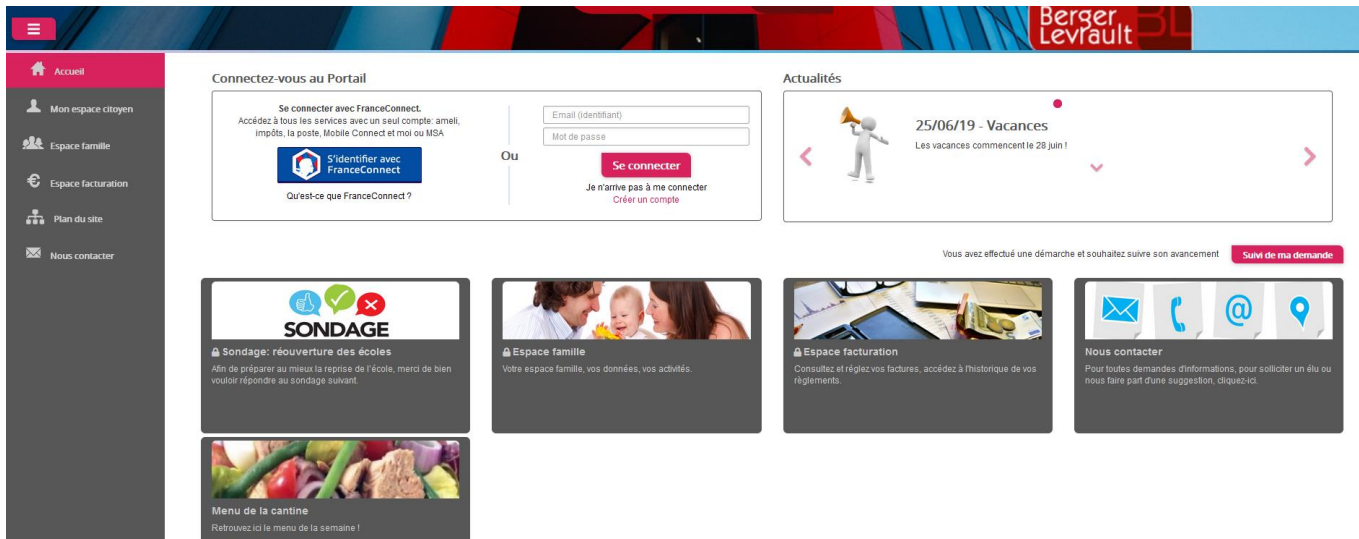 Berger
Levrault
Accueil
Mon espace citoyen
Espace famille
Espace facturation
Plan du site
Nous contacter
Connectez-vous au Portail
Se connecter avec FranceConnect.
Accédez à tous les services avec un seul compte: ameli,
impôts, la poste, Mobile Connect et moi ou MSA
S'identifier avec
FranceConnect
Qu'est-ce que FranceConnect ?
Ou
Email (identifiant)
Mot de passe
Se connecter
Je n'arrive pas à me connecter
Créer un compte
Actualités
25/06/19 - Vacances
Les vacances commencent le 28 juin !
Vous avez effectué une démarche et souhaitez suivre son avancement
Suivi de ma demande
SONDAGE
Sondage: réouverture des écoles
Afin de préparer au mieux la reprise de l'école, merci de bien
vouloir répondre au sondage suivant.
Espace famille
Votre espace famille, vos données, vos activités.
Espace facturation
Consultez et réglez vos factures, accédez à l'historique de vos
règlements.
@
Nous contacter
Pour toutes demandes d'informations, pour solliciter un élu ou
nous faire part d'une suggestion, cliquez-ici.
Menu de la cantine
Retrouvez ici le menu de la semaine !